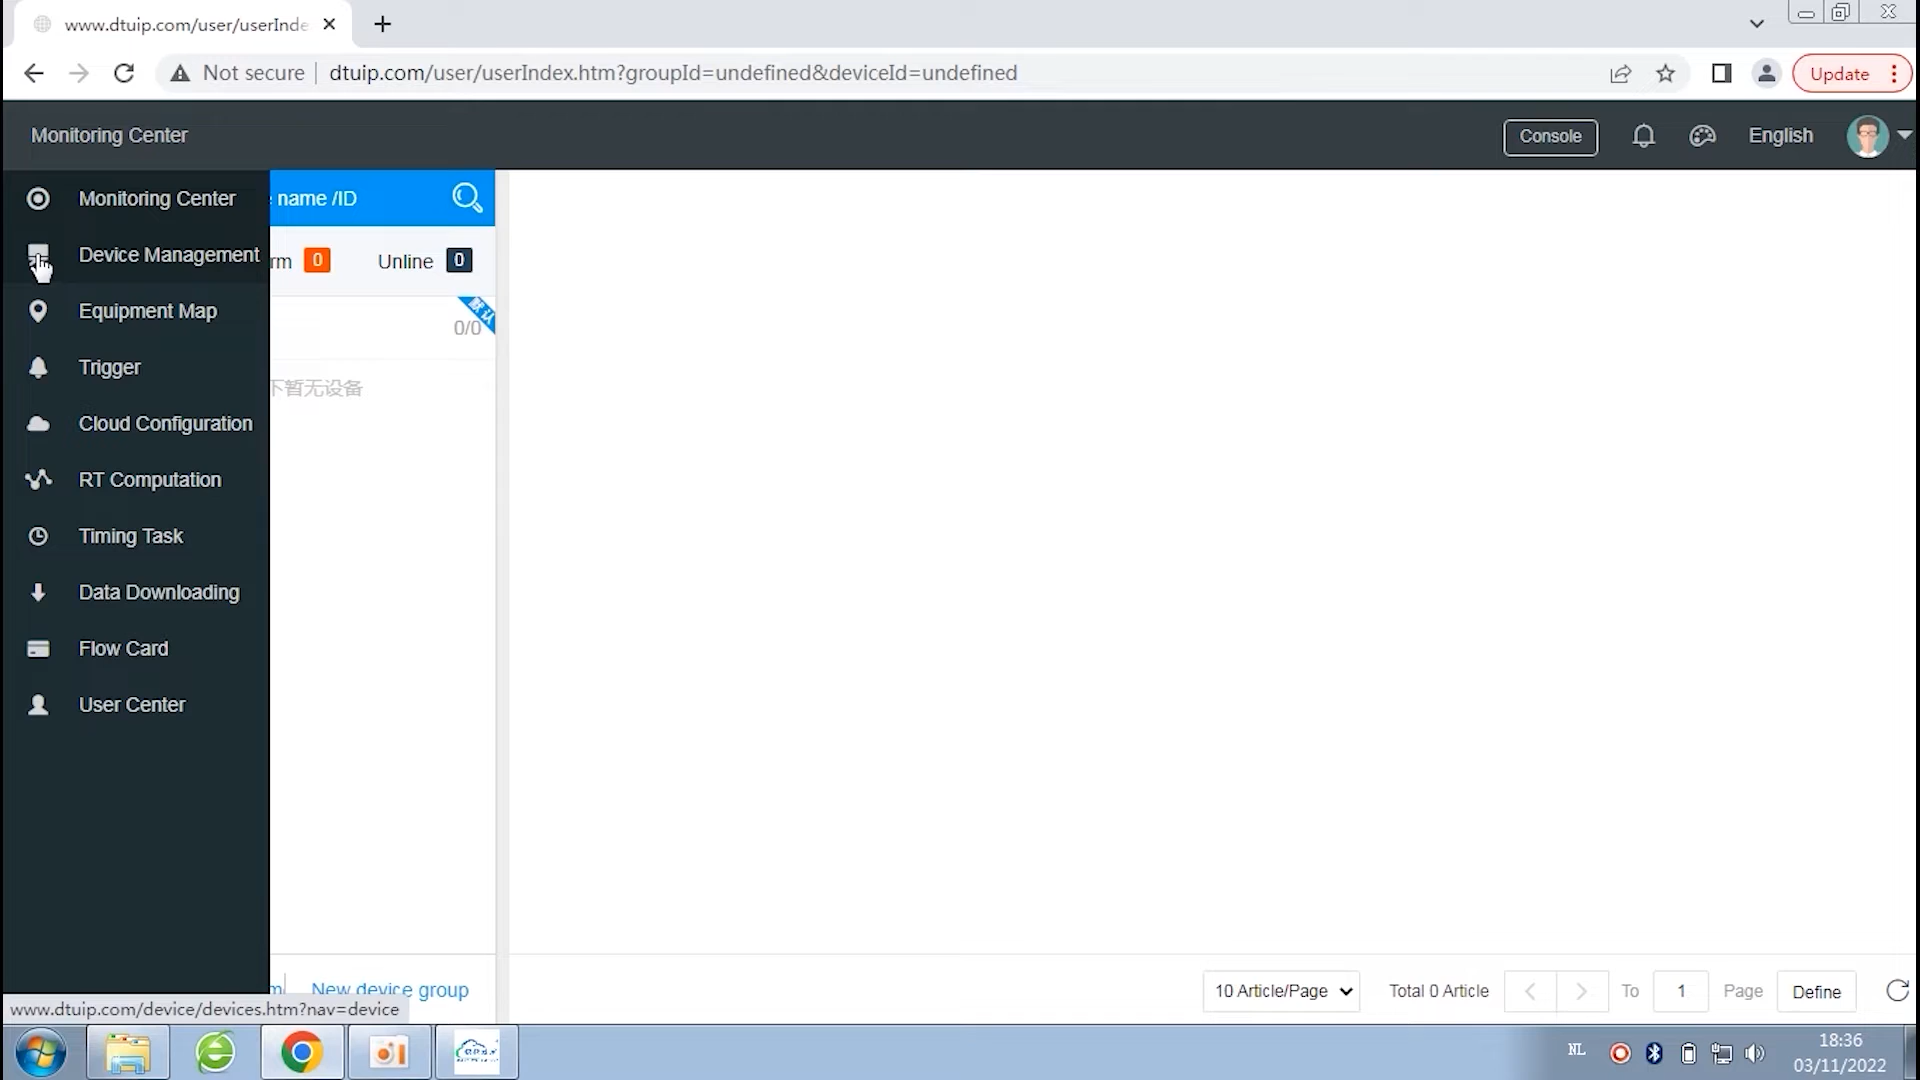 www.dtuip.com/user/userInde
Not secure
dtuip.com/user/userIndex.htm?groupId=undefined&deviceId=undefined
Update
Monitoring Center
Console
English
Monitoring Center
name /ID
Device Management
rm 0
Unline 0
Equipment Map
默认
0/0
Trigger
下暂无设备
Cloud Configuration
RT Computation
Timing Task
Data Downloading
Flow Card
User Center
New device group
10 Article/Page
Total 0 Article
To
1
Page
Define
www.dtuip.com/device/devices.htm?nav=device
NL
18:36
03/11/2022